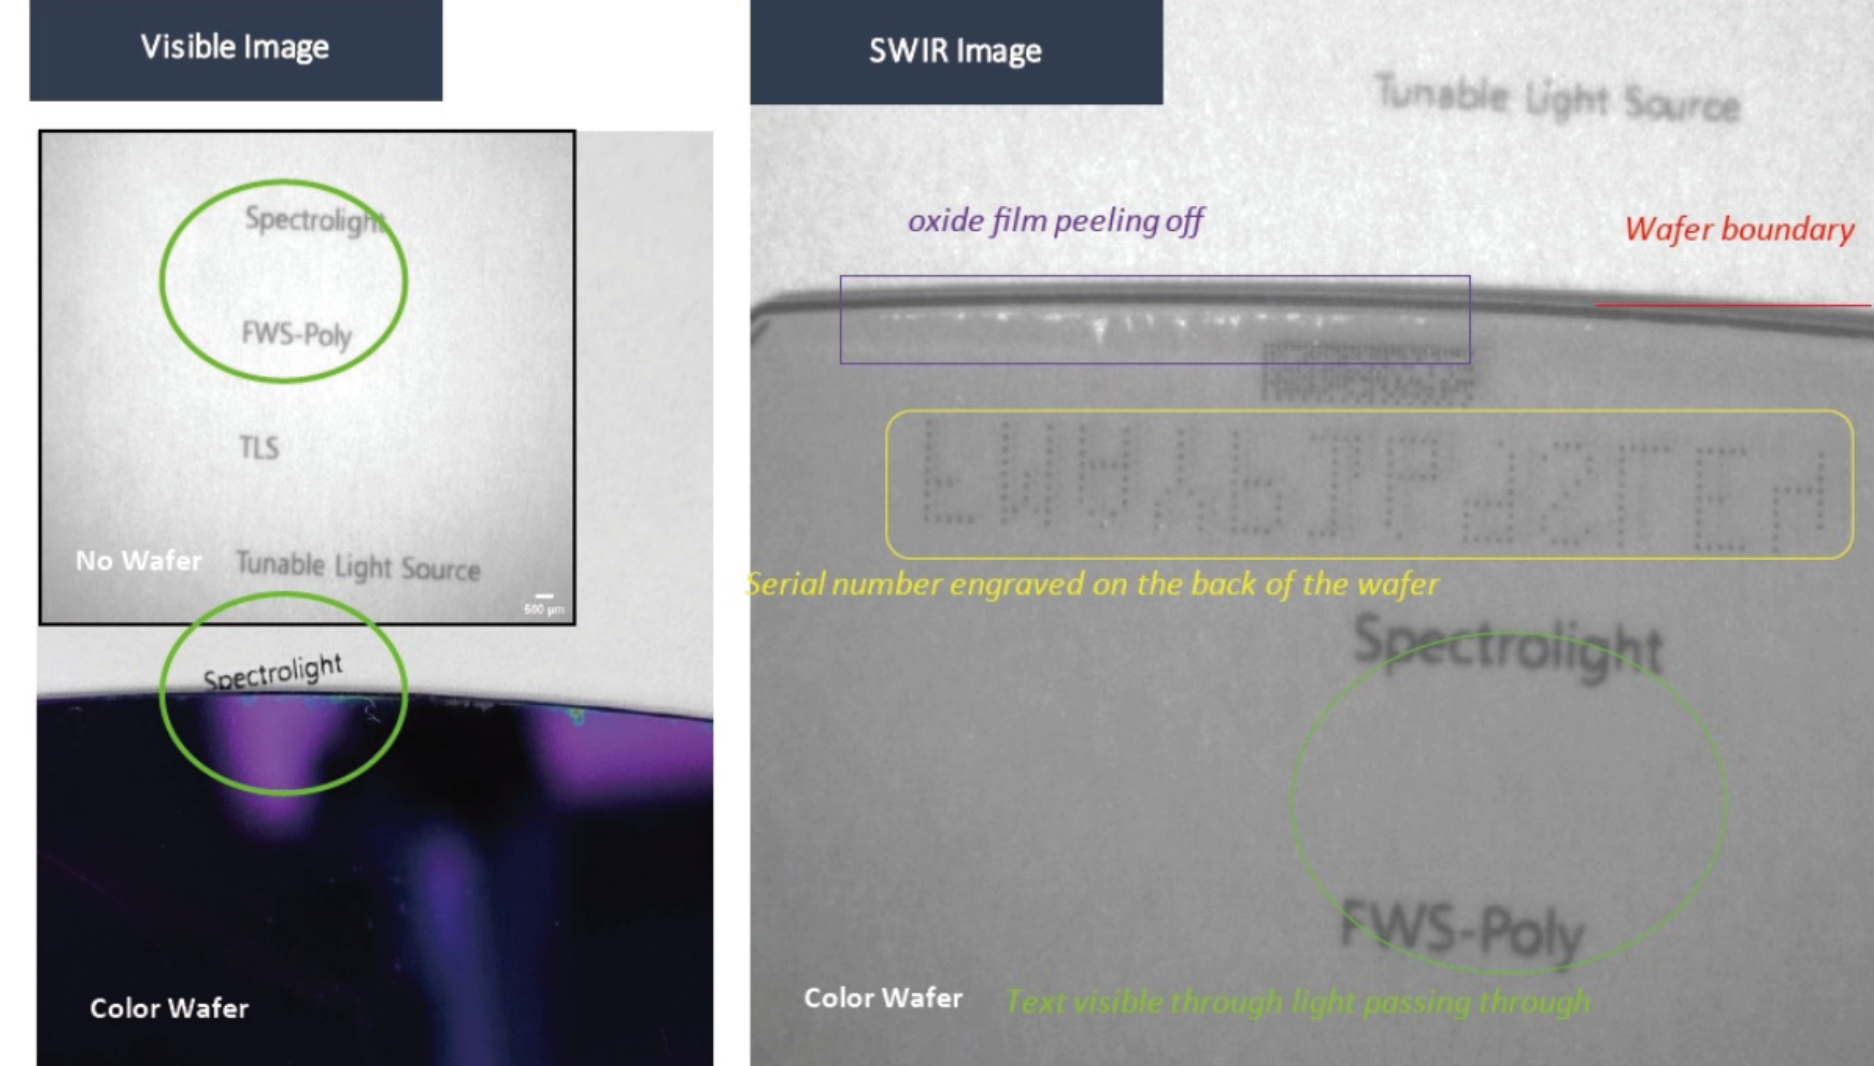 Visible Image
Spectrolight
FWS-Poly
TLS
No Wafer
Tunable Light Source
500 µm
Spectrolight
Color Wafer
SWIR Image
Tunable Light Source
oxide film peeling off
Wafer boundary
Serial number engraved on the back of the wafer
Spectrolight
FWS-Poly
Color Wafer
Text visible through light passing through